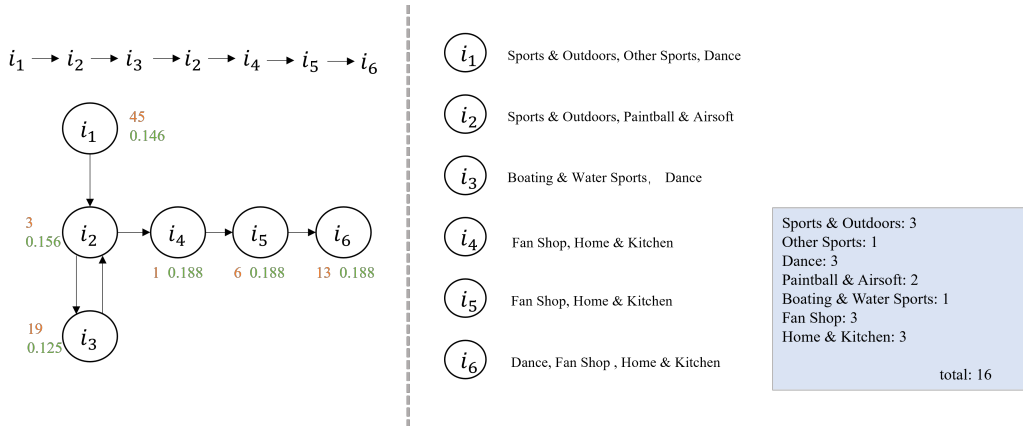 i₁ → i₂ → i₃ → i₂ → i₄ → i₅ → i₆
i₁
45
0.146
3
0.156
i₂
i₄
i₅
i₆
1 0.188
6 0.188
13 0.188
19
0.125
i₃
i₁ Sports & Outdoors, Other Sports, Dance
i₂ Sports & Outdoors, Paintball & Airsoft
i₃ Boating & Water Sports, Dance
i₄ Fan Shop, Home & Kitchen
i₅ Fan Shop, Home & Kitchen
i₆ Dance, Fan Shop , Home & Kitchen
Sports & Outdoors: 3
Other Sports: 1
Dance: 3
Paintball & Airsoft: 2
Boating & Water Sports: 1
Fan Shop: 3
Home & Kitchen: 3
total: 16